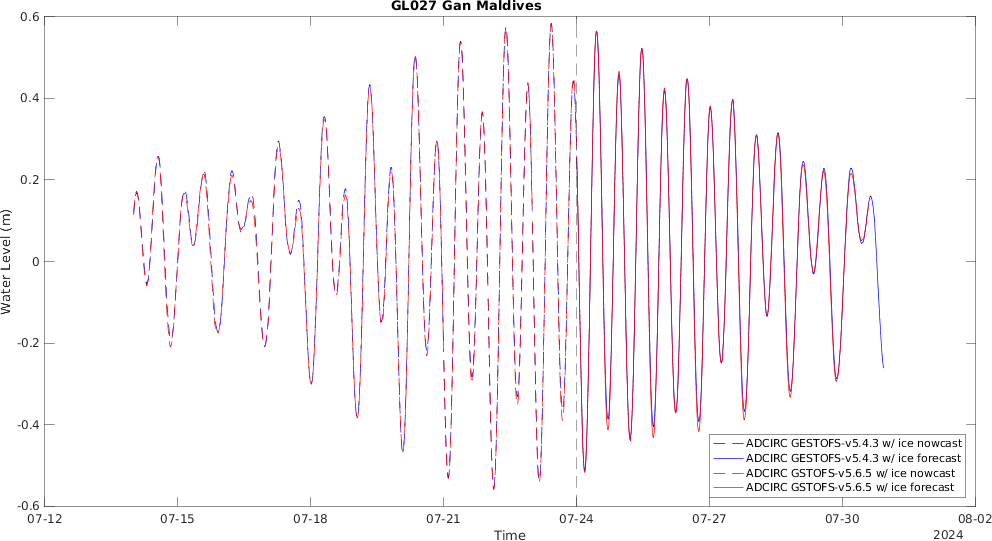 GL027 Gan Maldives
0.6
0.4
0.2
0
-0.2
-0.4
-0.6
Water Level (m)
ADCIRC GESTOFS-v5.4.3 w/ ice nowcast
ADCIRC GESTOFS-v5.4.3 w/ ice forecast
ADCIRC GSTOFS-v5.6.5 w/ ice nowcast
ADCIRC GSTOFS-v5.6.5 w/ ice forecast
07-12 07-15 07-18 07-21 07-24 07-27 07-30 08-02
Time
2024